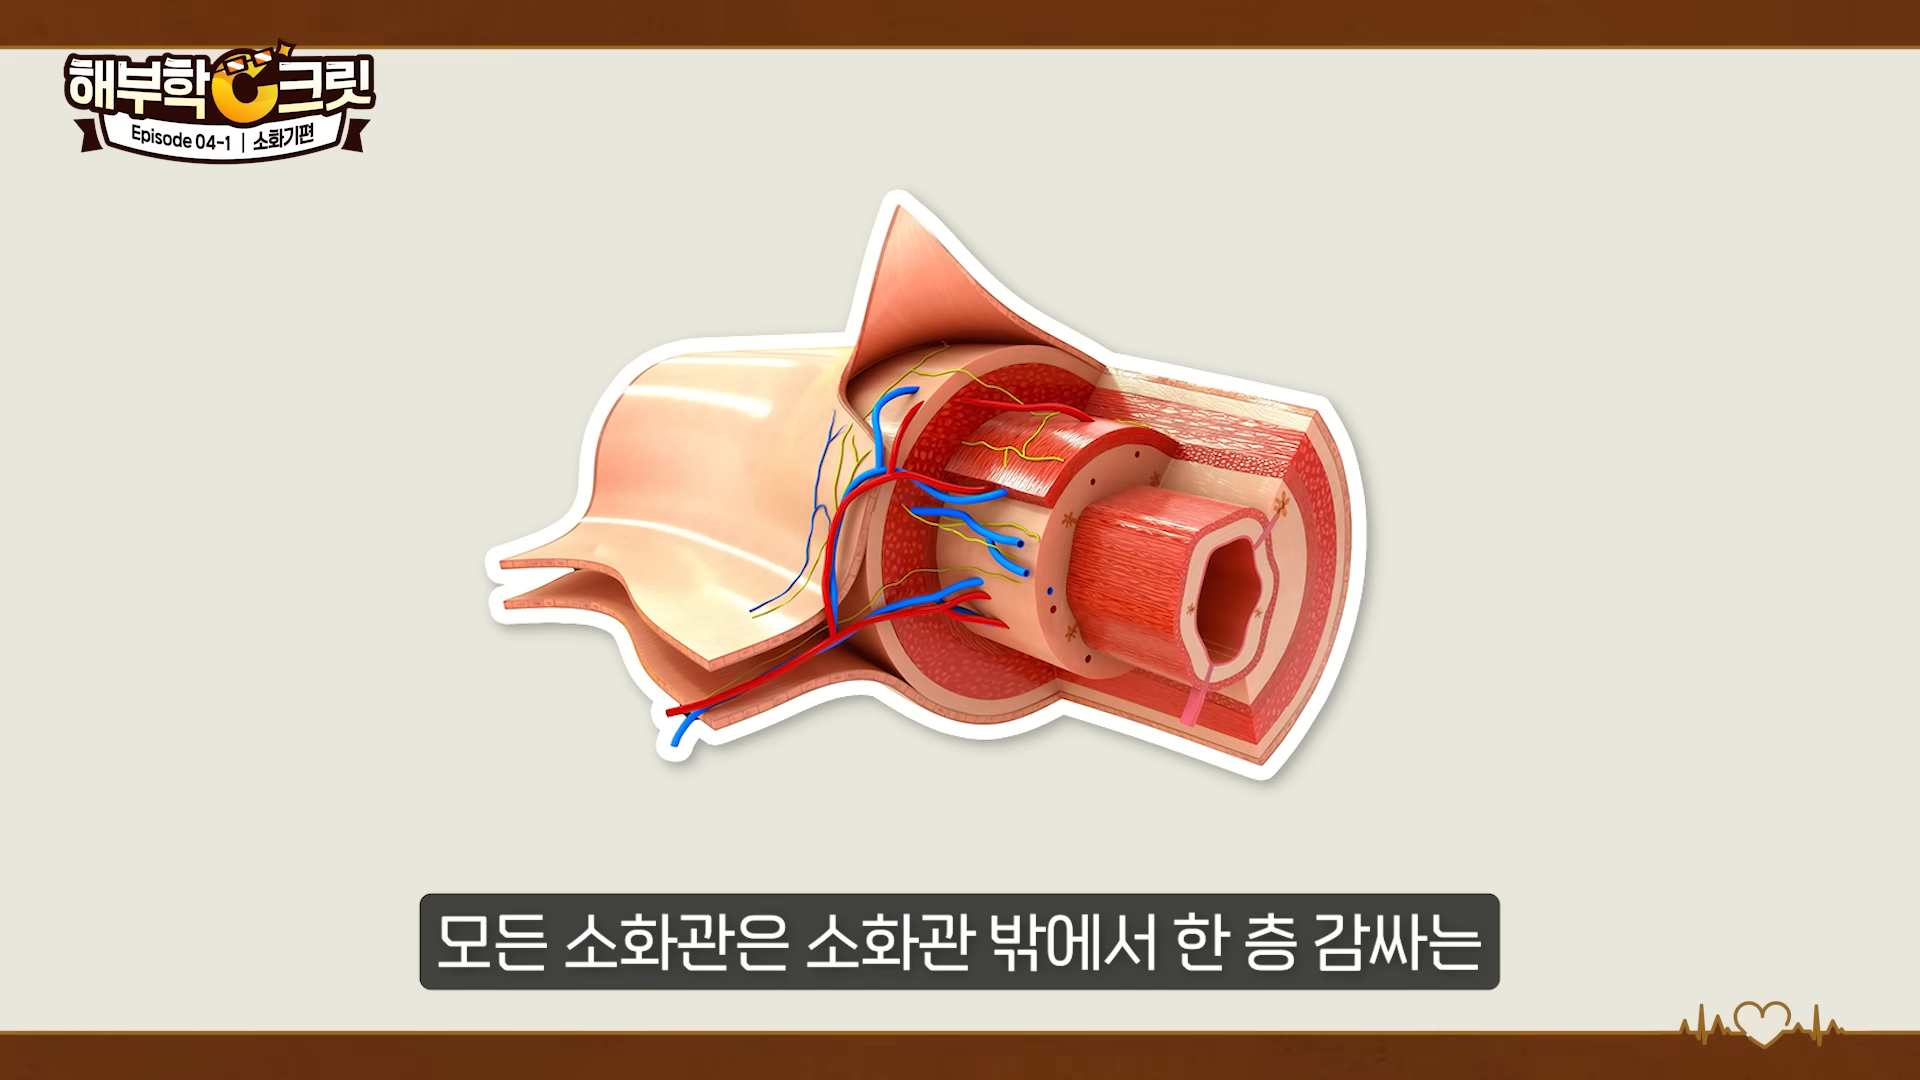 해부학C크릿
Episode 04-1 | 소화기편
모든 소화관은 소화관 밖에서 한 층 감싸는